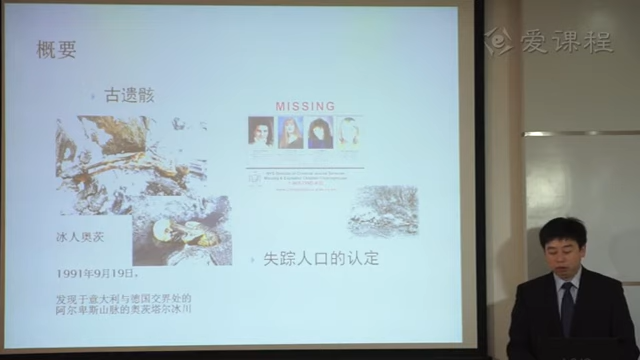 概要
古遗骸
MISSING
冰人奥茨
1991年9月19日。
发现于意大利与德国交界处的
阿尔卑斯山脉的奥茨塔尔冰川
失踪人口的认定
爱课程